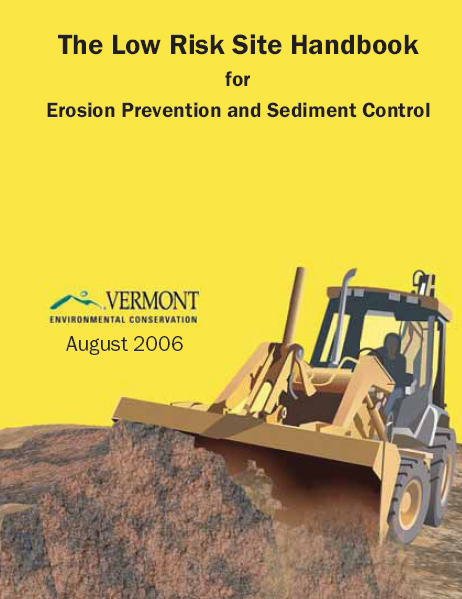 The Low Risk Site Handbook
for
Erosion Prevention and Sediment Control
VERMONT
ENVIRONMENTAL CONSERVATION
August 2006